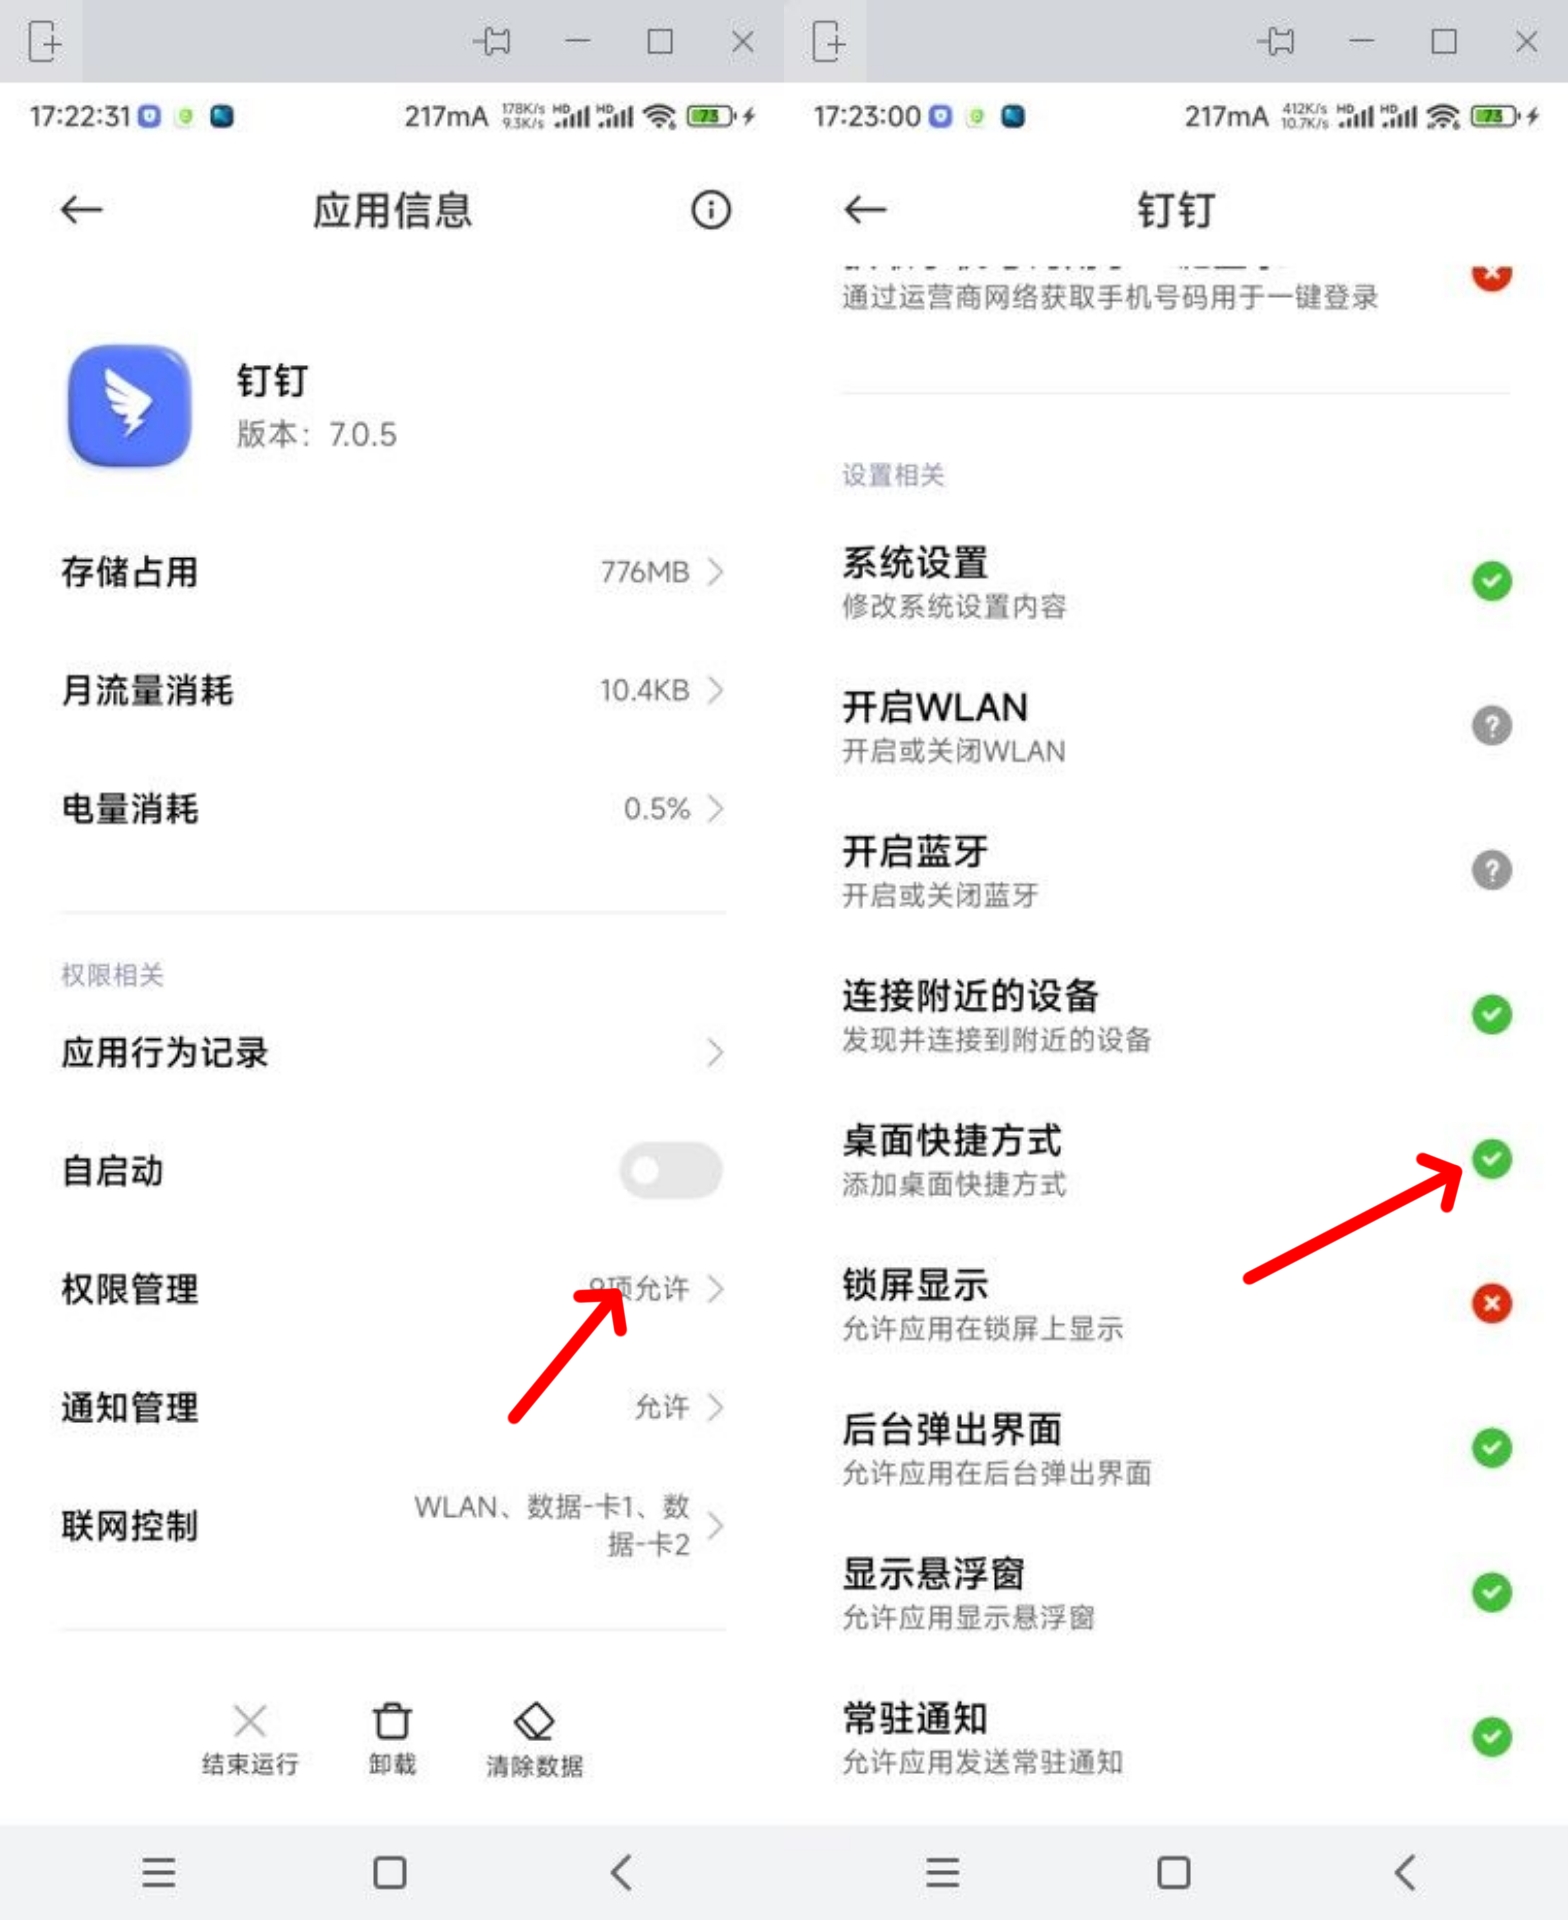 17:22:31
217mA 178K/s 9.3K/s HD HD 73
应用信息
钉钉
版本：7.0.5
存储占用 776MB
月流量消耗 10.4KB
电量消耗 0.5%
权限相关
应用行为记录
自启动
权限管理 项允许
通知管理 允许
联网控制 WLAN、数据-卡1、数
据-卡2
结束运行 卸载 清除数据
17:23:00
217mA 412K/s 10.7K/s HD HD 73
钉钉
通过运营商网络获取手机号码用于一键登录
设置相关
系统设置
修改系统设置内容
开启WLAN
开启或关闭WLAN
开启蓝牙
开启或关闭蓝牙
连接附近的设备
发现并连接到附近的设备
桌面快捷方式
添加桌面快捷方式
锁屏显示
允许应用在锁屏上显示
后台弹出界面
允许应用在后台弹出界面
显示悬浮窗
允许应用显示悬浮窗
常驻通知
允许应用发送常驻通知